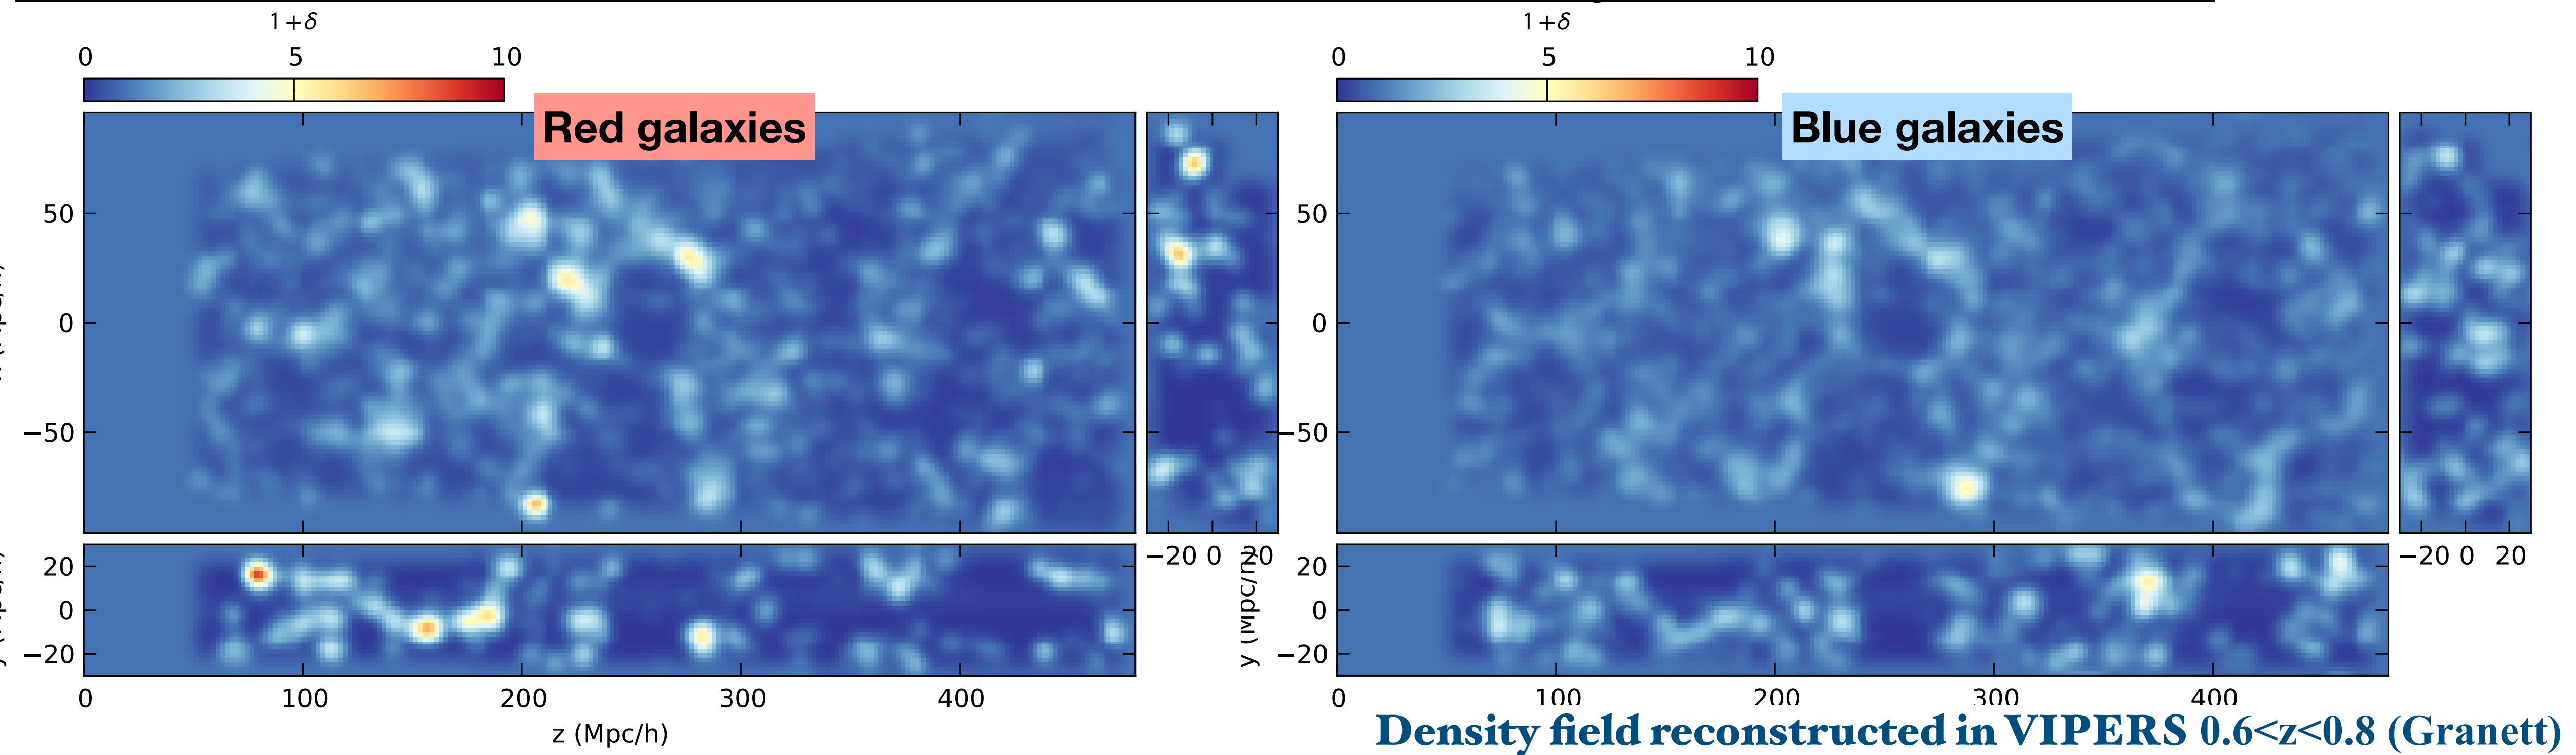 1+δ
0 5 10
Red galaxies
50
0
−50
−20 0 20
20
0
−20
0 100 200 300 400
z (Mpc/h)
1+δ
0 5 10
Blue galaxies
50
0
−50
−20 0 20
y (Mpc/h)
20
0
−20
0 100 200 300 400
Density field reconstructed in VIPERS 0.6<z<0.8 (Granett)